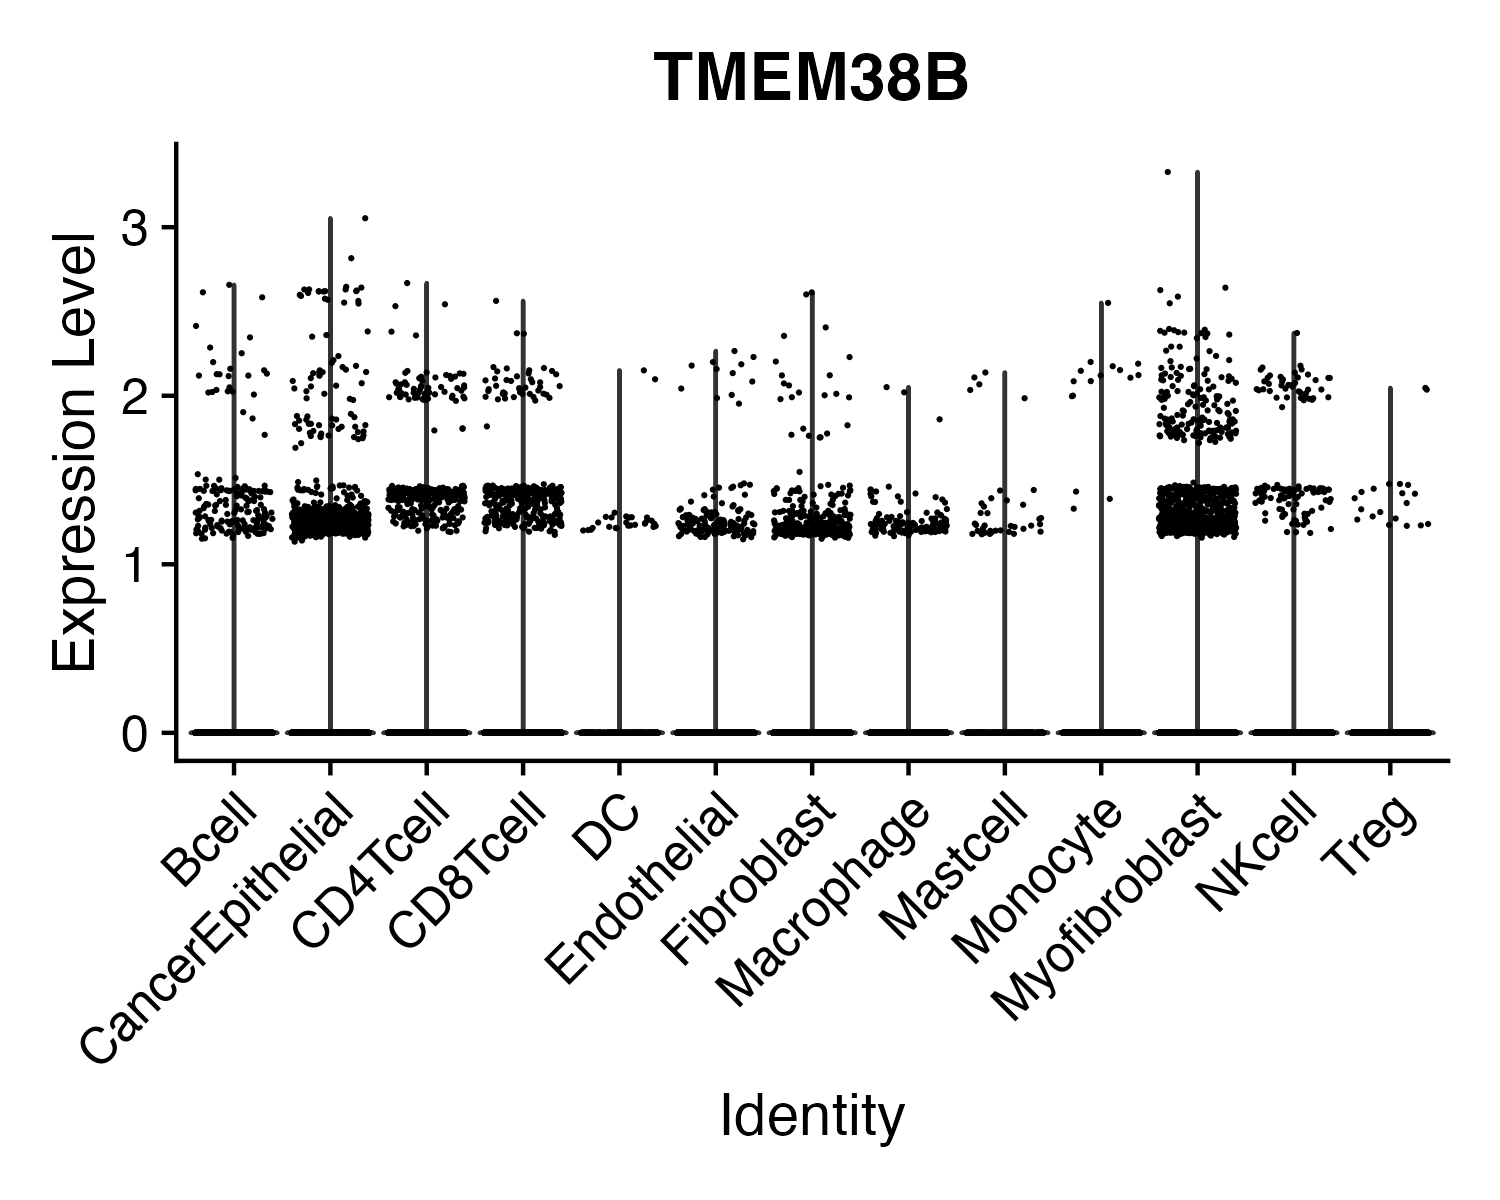 TMEM38B
Expression Level
3
2
1
0
Bcell
CancerEpithelial
CD4Tcell
CD8Tcell
DC
Endothelial
Fibroblast
Macrophage
Mastcell
Monocyte
Myofibroblast
NKcell
Treg
Identity